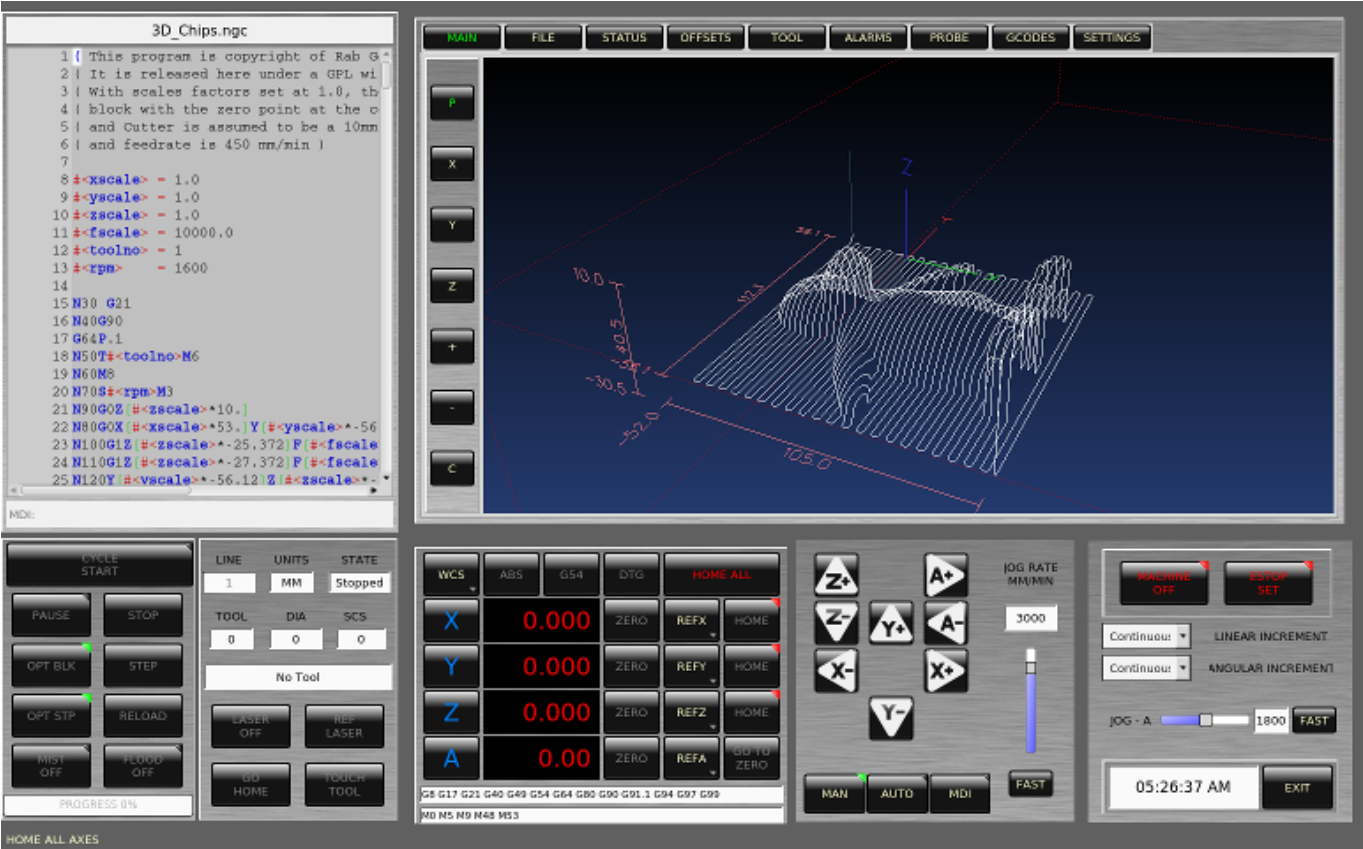 3D_Chips.ngc
1 ( This program is copyright of Rab G
2 ( It is released here under a GPL wi
3 ( With scales factors set at 1.0, th
4 ( block with the zero point at the c
5 ( and Cutter is assumed to be a 10mm
6 ( and feedrate is 450 mm/min )
7
8 #<xscale> = 1.0
9 #<yscale> = 1.0
10 #<zscale> = 1.0
11 #<fscale> = 10000.0
12 #<toolno> = 1
13 #<rpm> = 1600
14
15 N30 G21
16 N40G90
17 G64P.1
18 N50T#<toolno>M6
19 N60M8
20 N70S#<rpm>M3
21 N90G0Z[#<zscale>*10.]
22 N80G0X[#<xscale>*53.]Y[#<yscale>*-56
23 N100G1Z[#<zscale>*-25.372]F[#<fscale
24 N110G1Z[#<zscale>*-27.372]F[#<fscale
25 N120Y[#<yscale>*-56.12]Z[#<zscale>*-
MDI:
MAIN FILE STATUS OFFSETS TOOL ALARMS PROBE GCODES SETTINGS
P
X
Y
Z
+
-
C
Z
Y
10.0
40.5
-30.5
112.3
-52.0
105.0
CYCLE
START
PAUSE STOP
OPT BLK STEP
OPT STP RELOAD
MIST
OFF
FLOOD
OFF
PROGRESS 0%
LINE UNITS STATE
1 MM Stopped
TOOL DIA SCS
0 0 0
No Tool
LASER
OFF
REF
LASER
GO
HOME
TOUCH
TOOL
WCS ABS G54 DTG HOME ALL
X 0.000 ZERO REFX HOME
Y 0.000 ZERO REFY HOME
Z 0.000 ZERO REFZ HOME
A 0.00 ZERO REFA GO TO
ZERO
G8 G17 G21 G40 G49 G54 G64 G80 G90 G91.1 G94 G97 G99
M0 M5 M9 M48 M53
Z+ A+
Z- Y+ A-
X- X+
Y-
JOG RATE
MM/MIN
3000
FAST
MAN AUTO MDI
MACHINE
OFF
ESTOP
SET
Continuou: LINEAR INCREMENT
Continuou: ANGULAR INCREMENT
JOG - A 1800 FAST
05:26:37 AM EXIT
HOME ALL AXES